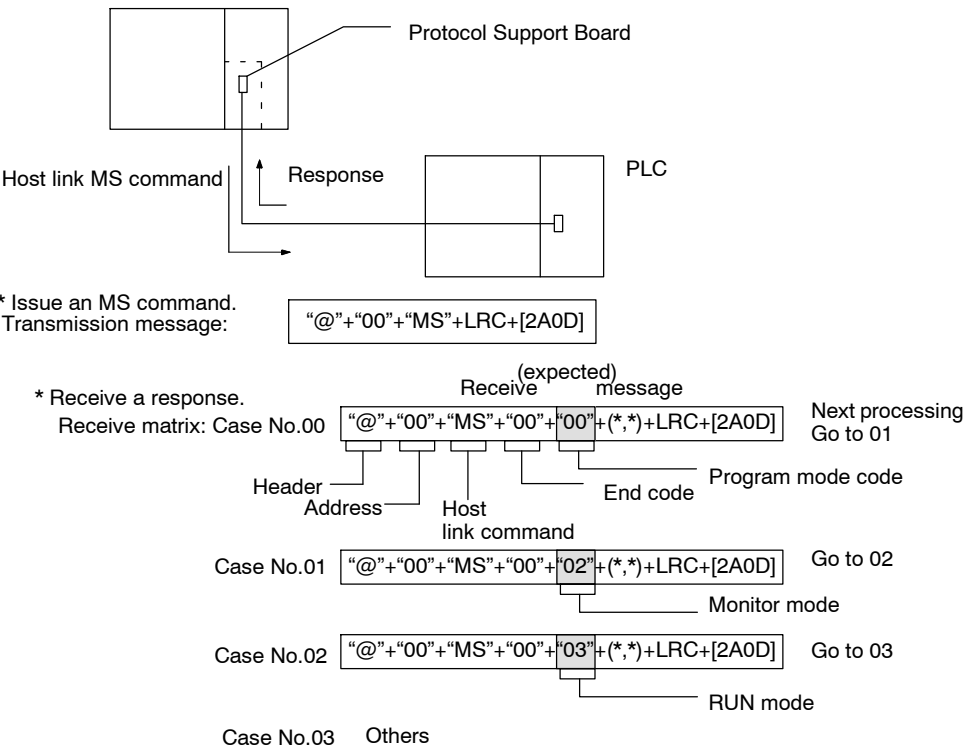 Protocol Support Board
Host link MS command
Response
PLC
* Issue an MS command.
Transmission message:
“@”+“00”+“MS”+LRC+[2A0D]
(expected)
Receive message
* Receive a response.
Receive matrix: Case No.00
“@”+“00”+“MS”+“00”+“00”+(*,*)+LRC+[2A0D]
Next processing
Go to 01
Header
Address
Host
link command
End code
Program mode code
Case No.01
“@”+“00”+“MS”+“00”+“02”+(*,*)+LRC+[2A0D]
Go to 02
Monitor mode
Case No.02
“@”+“00”+“MS”+“00”+“03”+(*,*)+LRC+[2A0D]
Go to 03
RUN mode
Case No.03 Others